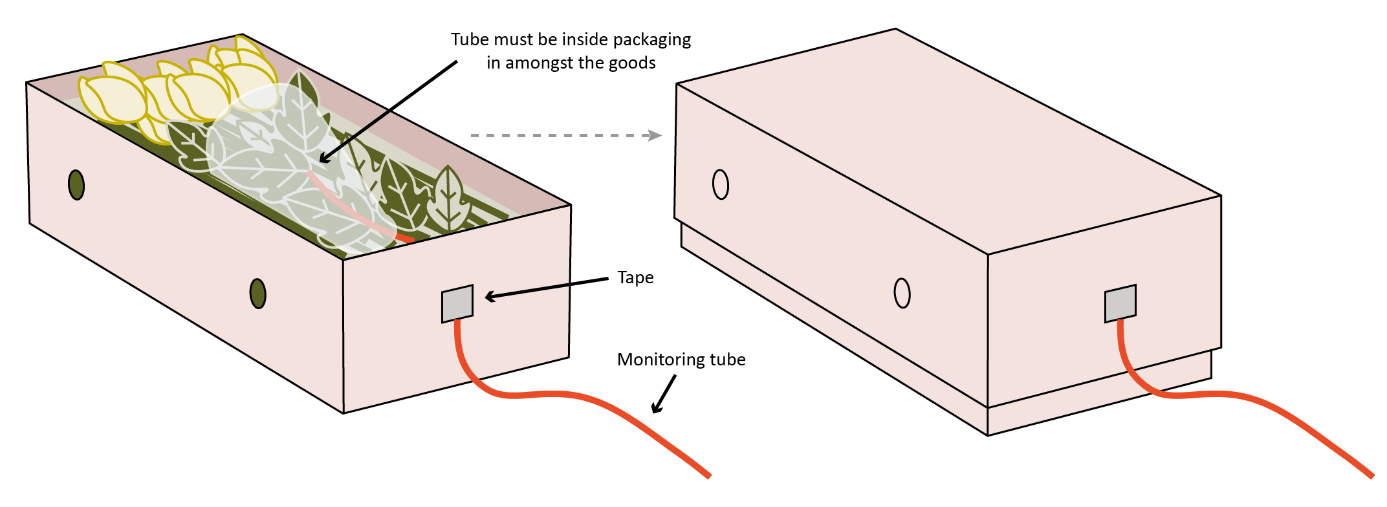 Tube must be inside packaging
in amongst the goods
Tape
Monitoring tube